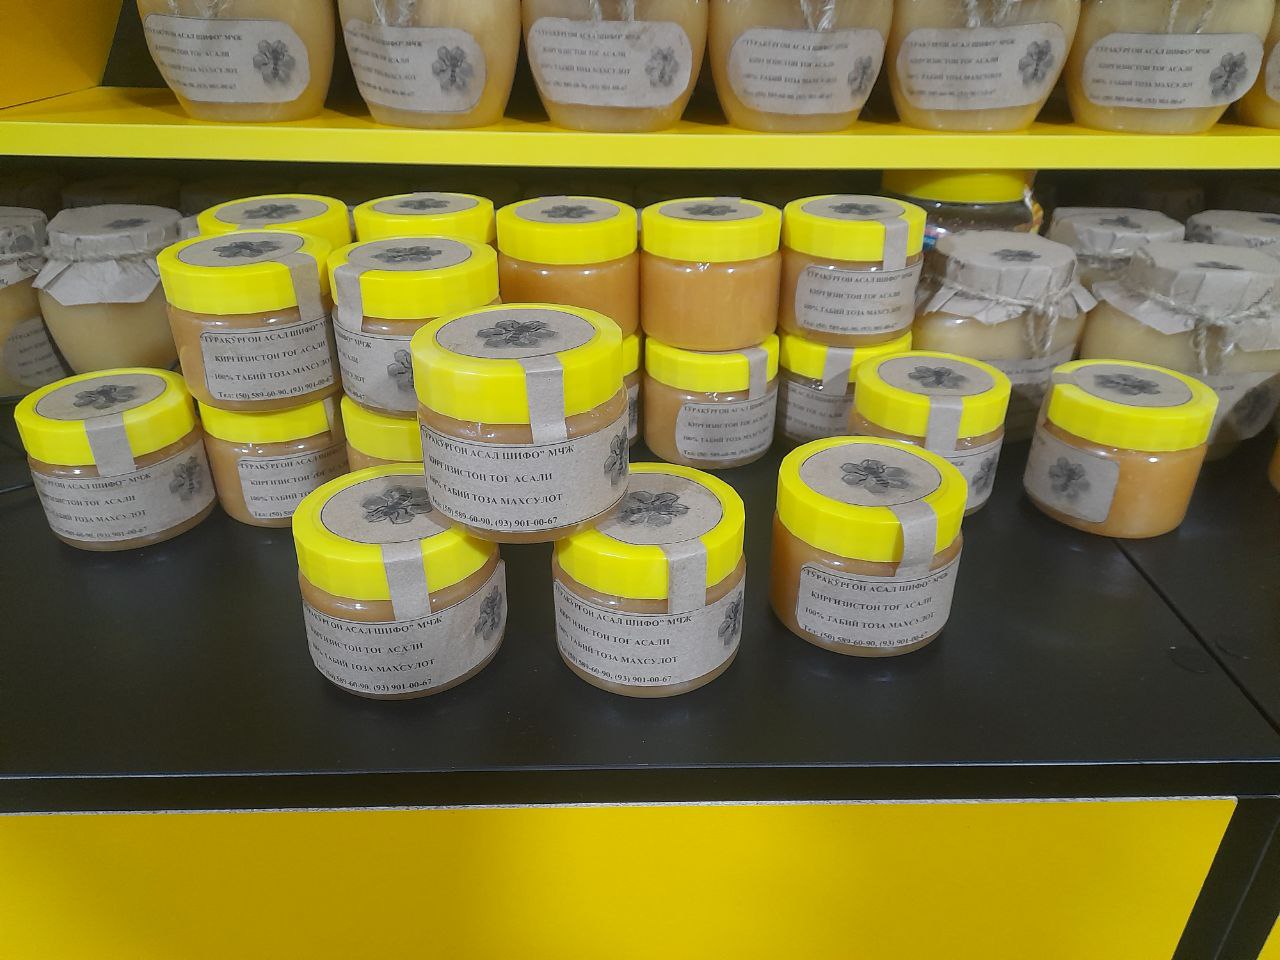 "ТЎРАКЎРҒОН АСАЛ ШИФО" МЧЖ
ҚИРҒИЗИСТОН ТОҒ АСАЛИ
100% ТАБИЙ ТОЗА МАХСУЛОТ
Тел: (50) 589-60-90, (93) 901-00-67